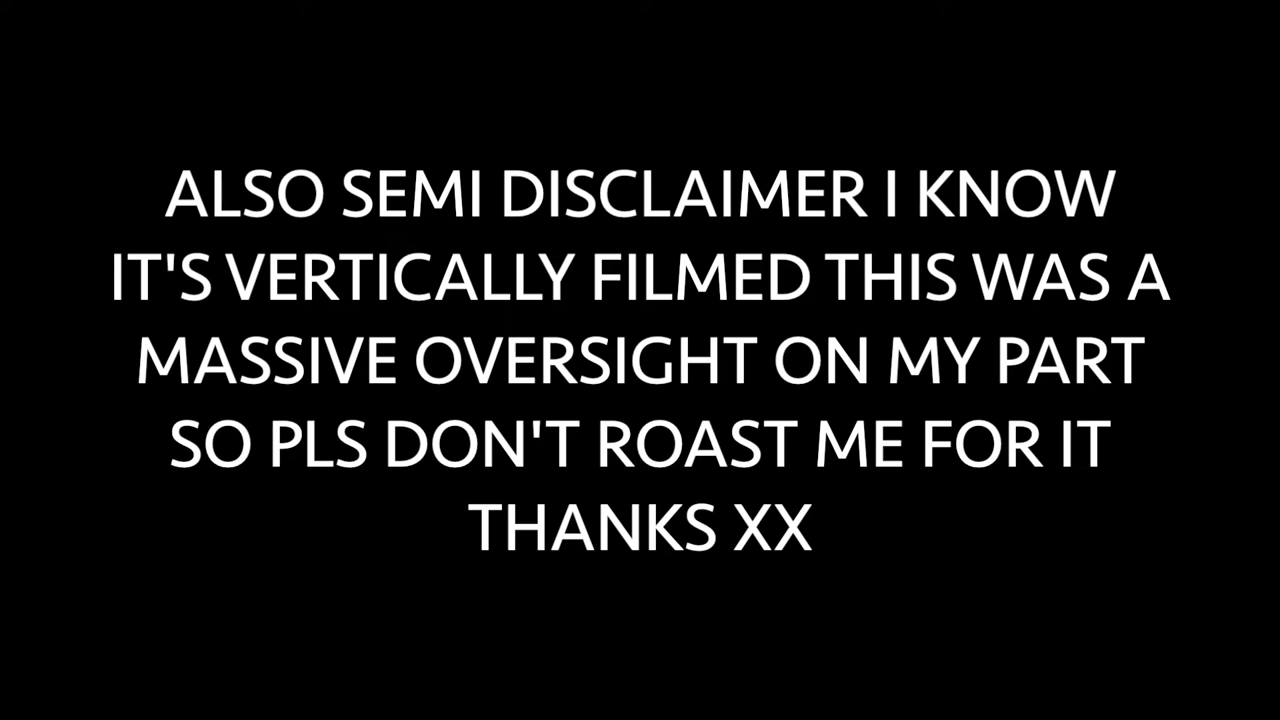 ALSO SEMI DISCLAIMER I KNOW
IT'S VERTICALLY FILMED THIS WAS A
MASSIVE OVERSIGHT ON MY PART
SO PLS DON'T ROAST ME FOR IT
THANKS XX